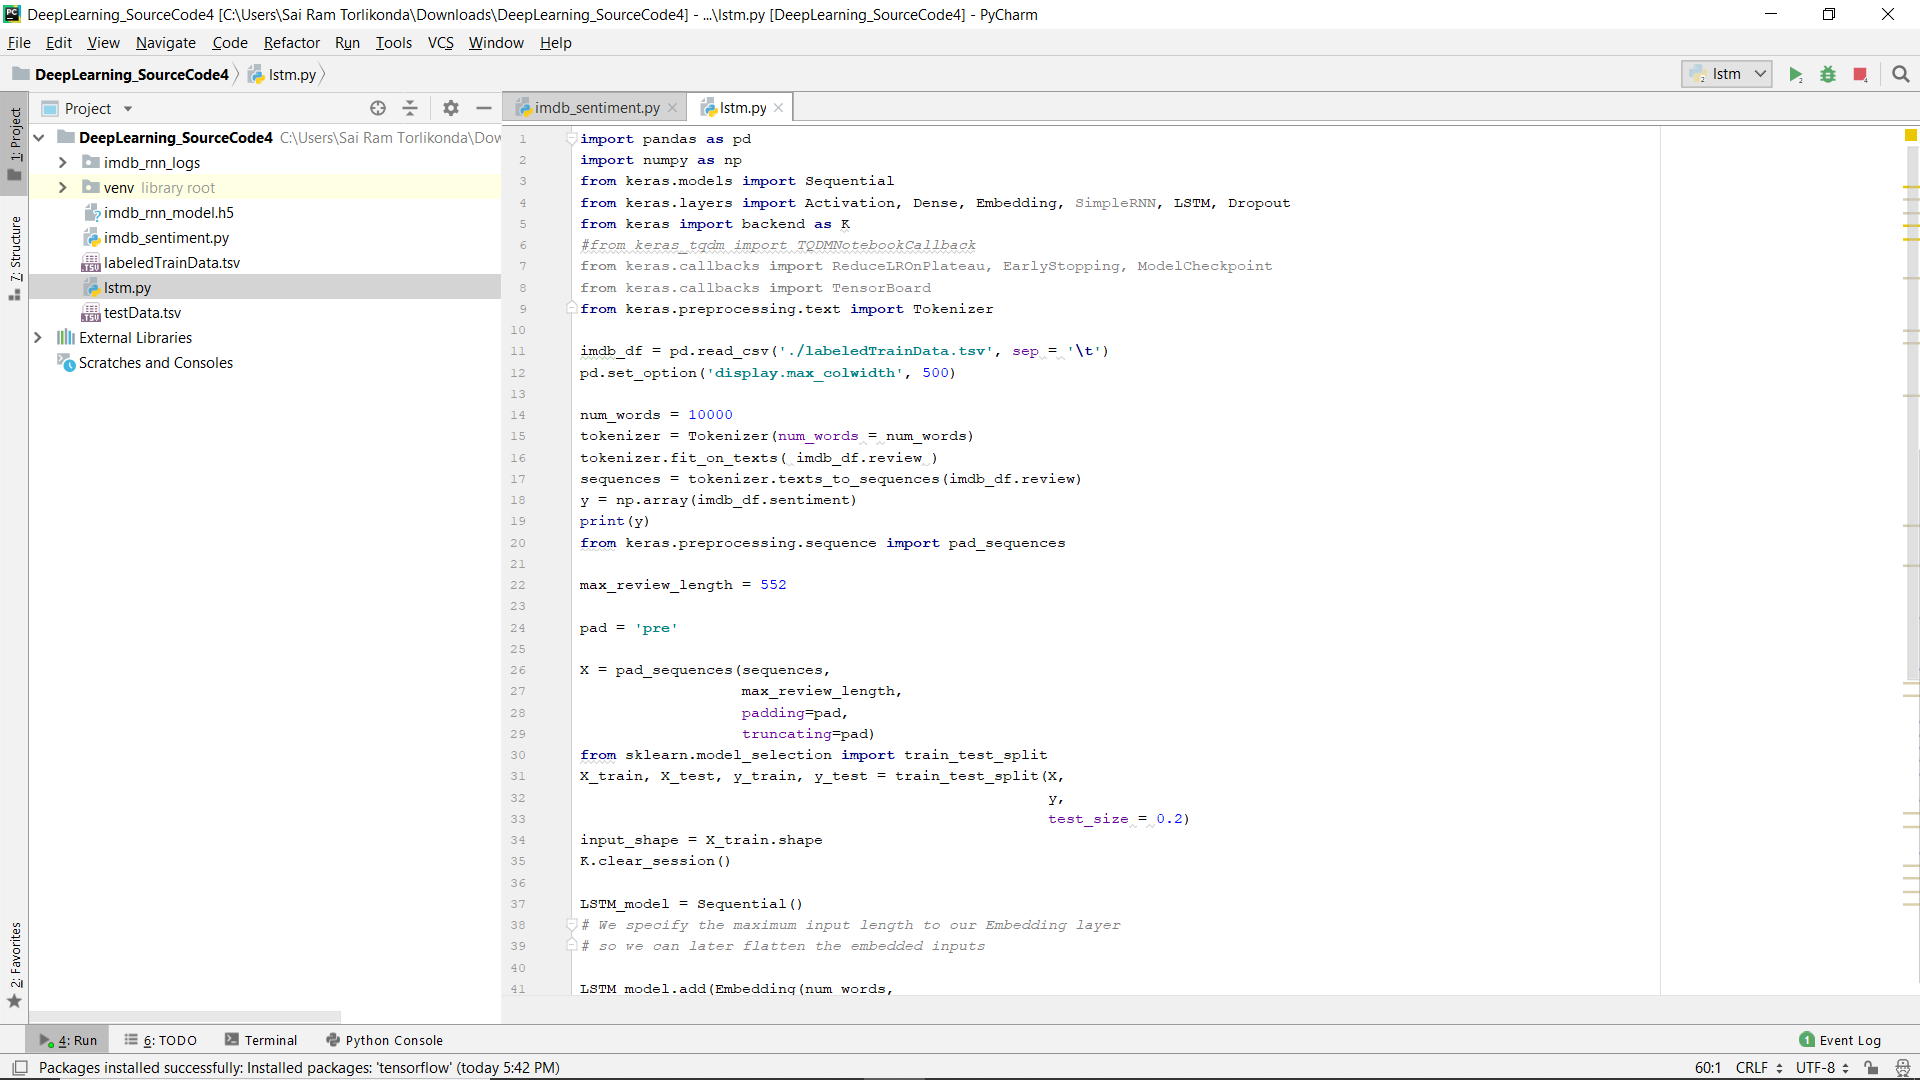 DeepLearning_SourceCode4 [C:\Users\Sai Ram Torlikonda\Downloads\DeepLearning_SourceCode4] - ...\lstm.py [DeepLearning_SourceCode4] - PyCharm
File Edit View Navigate Code Refactor Run Tools VCS Window Help
DeepLearning_SourceCode4 lstm.py lstm
Project
imdb_sentiment.py lstm.py
1: Project
7: Structure
2: Favorites
DeepLearning_SourceCode4 C:\Users\Sai Ram Torlikonda\Dow
imdb_rnn_logs
venv library root
imdb_rnn_model.h5
imdb_sentiment.py
labeledTrainData.tsv
lstm.py
testData.tsv
External Libraries
Scratches and Consoles
1 import pandas as pd
2 import numpy as np
3 from keras.models import Sequential
4 from keras.layers import Activation, Dense, Embedding, SimpleRNN, LSTM, Dropout
5 from keras import backend as K
6 #from keras_tqdm import TQDMNotebookCallback
7 from keras.callbacks import ReduceLROnPlateau, EarlyStopping, ModelCheckpoint
8 from keras.callbacks import TensorBoard
9 from keras.preprocessing.text import Tokenizer
10
11 imdb_df = pd.read_csv('./labeledTrainData.tsv', sep = '\t')
12 pd.set_option('display.max_colwidth', 500)
13
14 num_words = 10000
15 tokenizer = Tokenizer(num_words = num_words)
16 tokenizer.fit_on_texts( imdb_df.review )
17 sequences = tokenizer.texts_to_sequences(imdb_df.review)
18 y = np.array(imdb_df.sentiment)
19 print(y)
20 from keras.preprocessing.sequence import pad_sequences
21
22 max_review_length = 552
23
24 pad = 'pre'
25
26 X = pad_sequences(sequences,
27 max_review_length,
28 padding=pad,
29 truncating=pad)
30 from sklearn.model_selection import train_test_split
31 X_train, X_test, y_train, y_test = train_test_split(X,
32 y,
33 test_size = 0.2)
34 input_shape = X_train.shape
35 K.clear_session()
36
37 LSTM_model = Sequential()
38 # We specify the maximum input length to our Embedding layer
39 # so we can later flatten the embedded inputs
40
41 LSTM_model.add(Embedding(num_words,
4: Run 6: TODO Terminal Python Console 1 Event Log
Packages installed successfully: Installed packages: 'tensorflow' (today 5:42 PM) 60:1 CRLF UTF-8